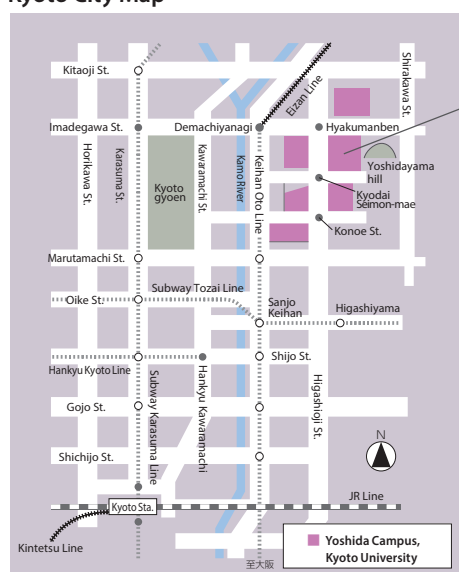 Kyoto City Map
Kitaoji St.
Shirakawa St.
Eizan Line
Imadegawa St.
Demachiyanagi
Hyakumanben
Horikawa St.
Karasuma St.
Kyoto
gyoen
Kawaramachi St.
Kamo River
Keihan Oto Line
Yoshidayama
hill
Kyodai
Seimon-mae
Konoe St.
Marutamachi St.
Subway Tozai Line
Oike St.
Sanjo
Keihan
Higashiyama
Hankyu Kyoto Line
Shijo St.
Subway Karasuma Line
Hankyu Kawaramachi
Higashioji St.
Gojo St.
Shichijo St.
N
Kyoto Sta.
JR Line
Kintetsu Line
至大阪
Yoshida Campus,
Kyoto University